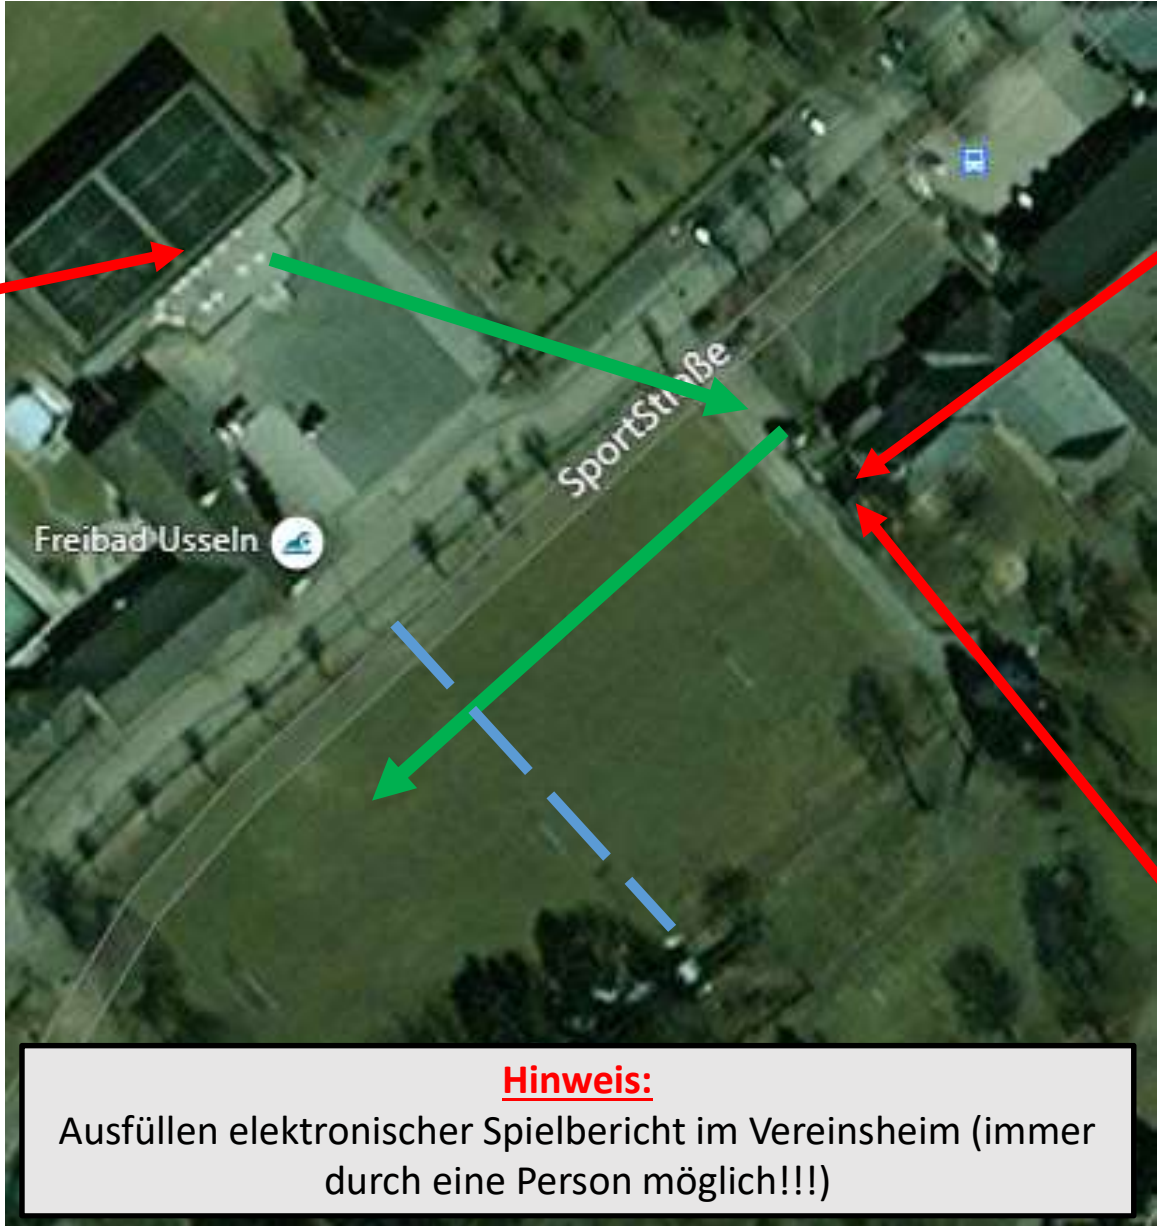 SportStraße
Freibad Usseln
Hinweis:
Ausfüllen elektronischer Spielbericht im Vereinsheim (immer
durch eine Person möglich!!!)